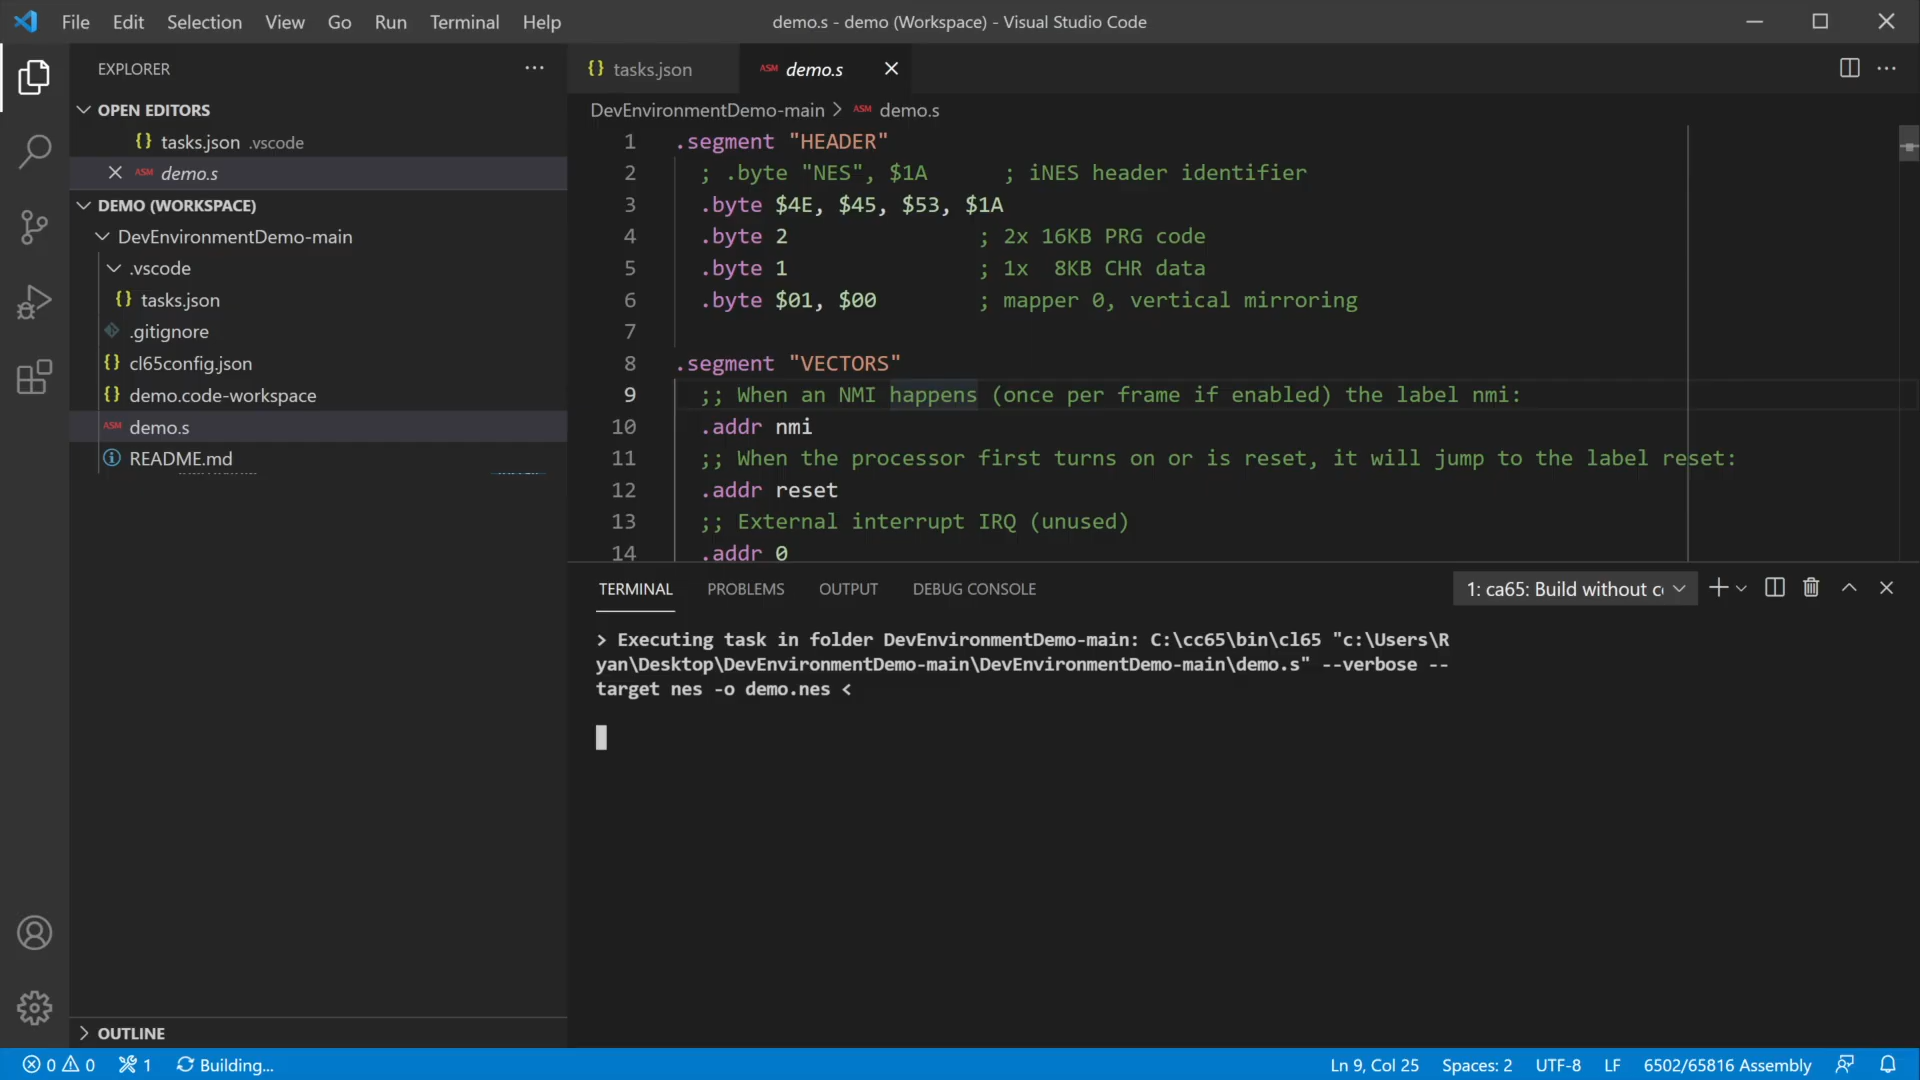 File Edit Selection View Go Run Terminal Help
demo.s - demo (Workspace) - Visual Studio Code
EXPLORER
OPEN EDITORS
tasks.json .vscode
ASM demo.s
DEMO (WORKSPACE)
DevEnvironmentDemo-main
.vscode
{} tasks.json
.gitignore
{} cl65config.json
{} demo.code-workspace
ASM demo.s
README.md
OUTLINE
{} tasks.json
ASM demo.s
DevEnvironmentDemo-main > ASM demo.s
1 .segment "HEADER"
2 ; .byte "NES", $1A ; iNES header identifier
3 .byte $4E, $45, $53, $1A
4 .byte 2 ; 2x 16KB PRG code
5 .byte 1 ; 1x 8KB CHR data
6 .byte $01, $00 ; mapper 0, vertical mirroring
7
8 .segment "VECTORS"
9 ;; When an NMI happens (once per frame if enabled) the label nmi:
10 .addr nmi
11 ;; When the processor first turns on or is reset, it will jump to the label reset:
12 .addr reset
13 ;; External interrupt IRQ (unused)
14 .addr 0
TERMINAL PROBLEMS OUTPUT DEBUG CONSOLE
1: ca65: Build without c
> Executing task in folder DevEnvironmentDemo-main: C:\cc65\bin\cl65 "c:\Users\R
yan\Desktop\DevEnvironmentDemo-main\DevEnvironmentDemo-main\demo.s" --verbose --
target nes -o demo.nes <
0 0 1 Building...
Ln 9, Col 25 Spaces: 2 UTF-8 LF 6502/65816 Assembly